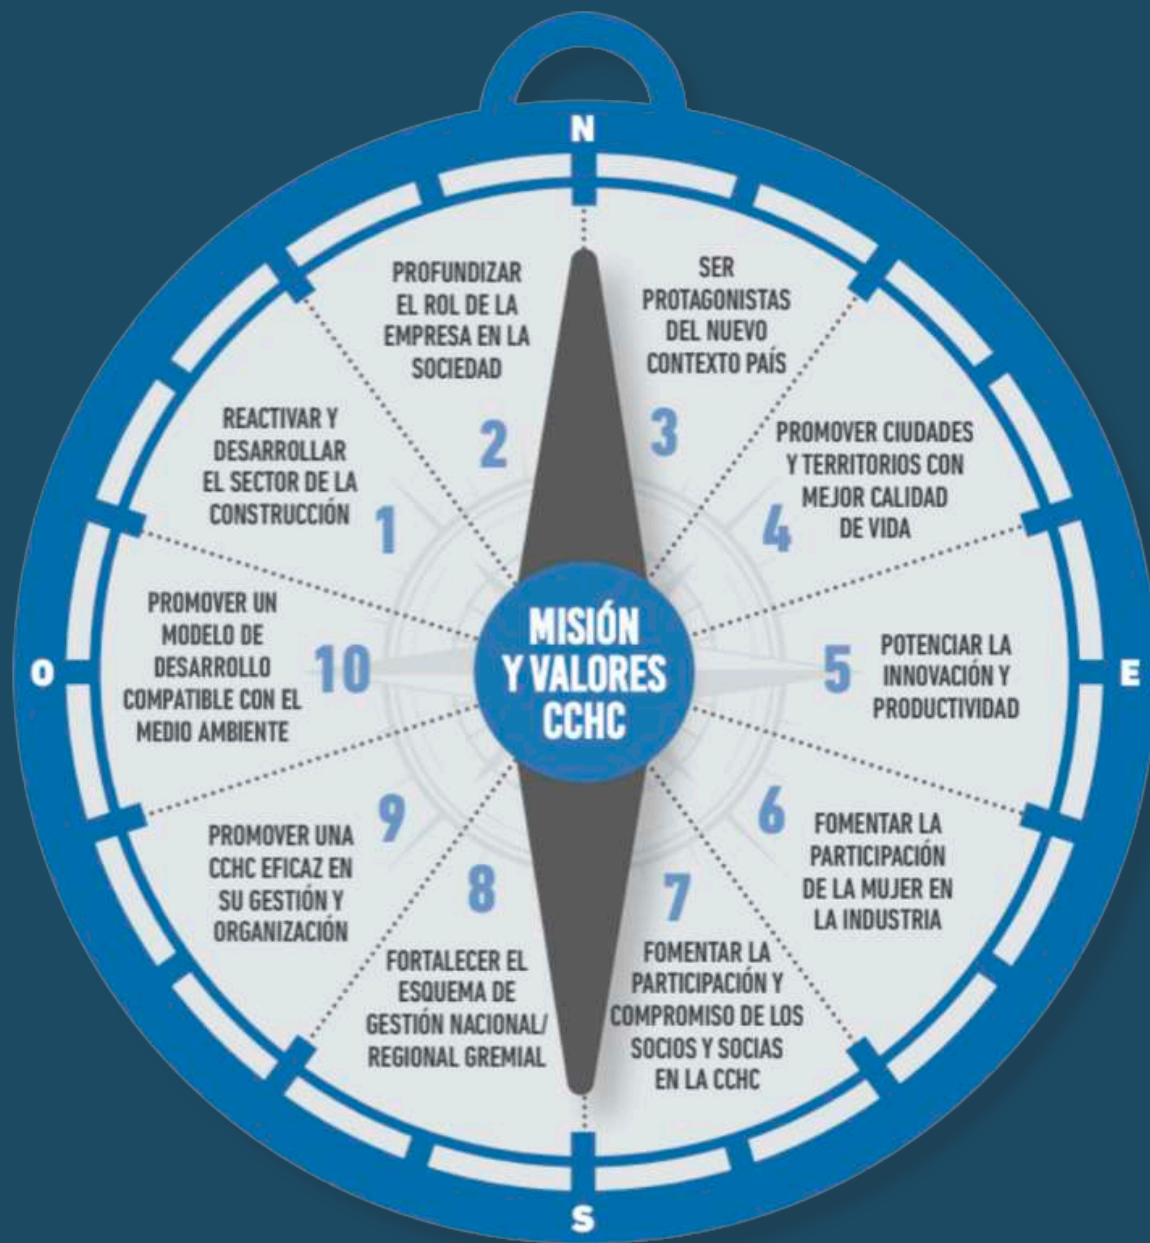 N
PROFUNDIZAR
EL ROL DE LA
EMPRESA EN LA
SOCIEDAD
2
SER
PROTAGONISTAS
DEL NUEVO
CONTEXTO PAÍS
3
REACTIVAR Y
DESARROLLAR
EL SECTOR DE LA
CONSTRUCCIÓN
1
PROMOVER CIUDADES
Y TERRITORIOS CON
MEJOR CALIDAD
DE VIDA
4
O
PROMOVER UN
MODELO DE
DESARROLLO
COMPATIBLE CON EL
MEDIO AMBIENTE
10
MISIÓN
Y VALORES
CCHC
5
POTENCIAR LA
INNOVACIÓN Y
PRODUCTIVIDAD
E
9
PROMOVER UNA
CCHC EFICAZ EN
SU GESTIÓN Y
ORGANIZACIÓN
6
FOMENTAR LA
PARTICIPACIÓN
DE LA MUJER EN
LA INDUSTRIA
8
FORTALECER EL
ESQUEMA DE
GESTIÓN NACIONAL/
REGIONAL GREMIAL
7
FOMENTAR LA
PARTICIPACIÓN Y
COMPROMISO DE LOS
SOCIOS Y SOCIAS
EN LA CCHC
S